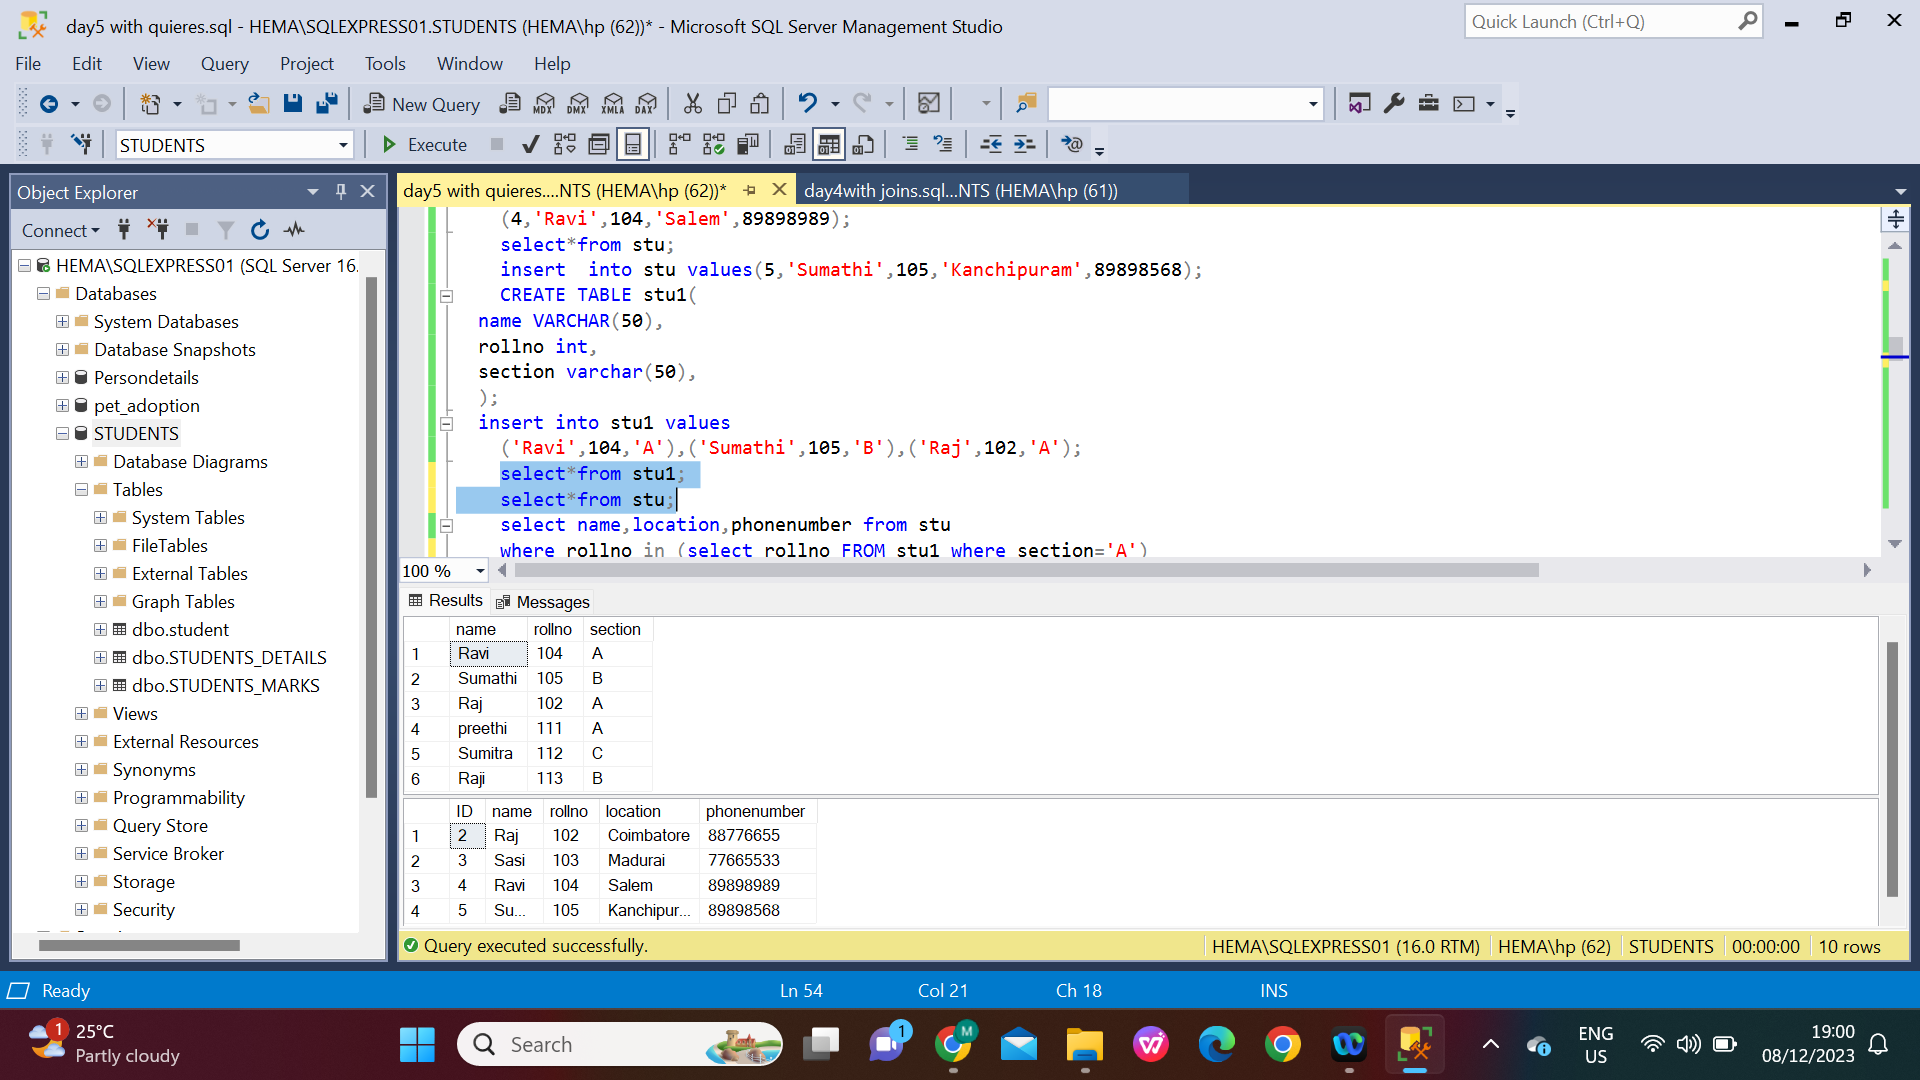 day5 with quieres.sql - HEMA\SQLEXPRESS01.STUDENTS (HEMA\hp (62))* - Microsoft SQL Server Management Studio
Quick Launch (Ctrl+Q)
File Edit View Query Project Tools Window Help
New Query MDX DMX XMLA DAX
STUDENTS Execute
Object Explorer
Connect
HEMA\SQLEXPRESS01 (SQL Server 16.
Databases
System Databases
Database Snapshots
Persondetails
pet_adoption
STUDENTS
Database Diagrams
Tables
System Tables
FileTables
External Tables
Graph Tables
dbo.student
dbo.STUDENTS_DETAILS
dbo.STUDENTS_MARKS
Views
External Resources
Synonyms
Programmability
Query Store
Service Broker
Storage
Security
day5 with quieres....NTS (HEMA\hp (62))* day4with joins.sql...NTS (HEMA\hp (61))
(4,'Ravi',104,'Salem',89898989);
select*from stu;
insert  into stu values(5,'Sumathi',105,'Kanchipuram',89898568);
CREATE TABLE stu1(
name VARCHAR(50),
rollno int,
section varchar(50),
);
insert into stu1 values
('Ravi',104,'A'),('Sumathi',105,'B'),('Raj',102,'A');
select*from stu1;
select*from stu;
select name,location,phonenumber from stu
where rollno in (select rollno FROM stu1 where section='A')
100 %
Results Messages
name rollno section
1 Ravi 104 A
2 Sumathi 105 B
3 Raj 102 A
4 preethi 111 A
5 Sumitra 112 C
6 Raji 113 B
ID name rollno location phonenumber
1 2 Raj 102 Coimbatore 88776655
2 3 Sasi 103 Madurai 77665533
3 4 Ravi 104 Salem 89898989
4 5 Su... 105 Kanchipur... 89898568
Query executed successfully. HEMA\SQLEXPRESS01 (16.0 RTM) HEMA\hp (62) STUDENTS 00:00:00 10 rows
Ready Ln 54 Col 21 Ch 18 INS
1 25°C
Partly cloudy
Search
1
M
ENG
US
19:00
08/12/2023